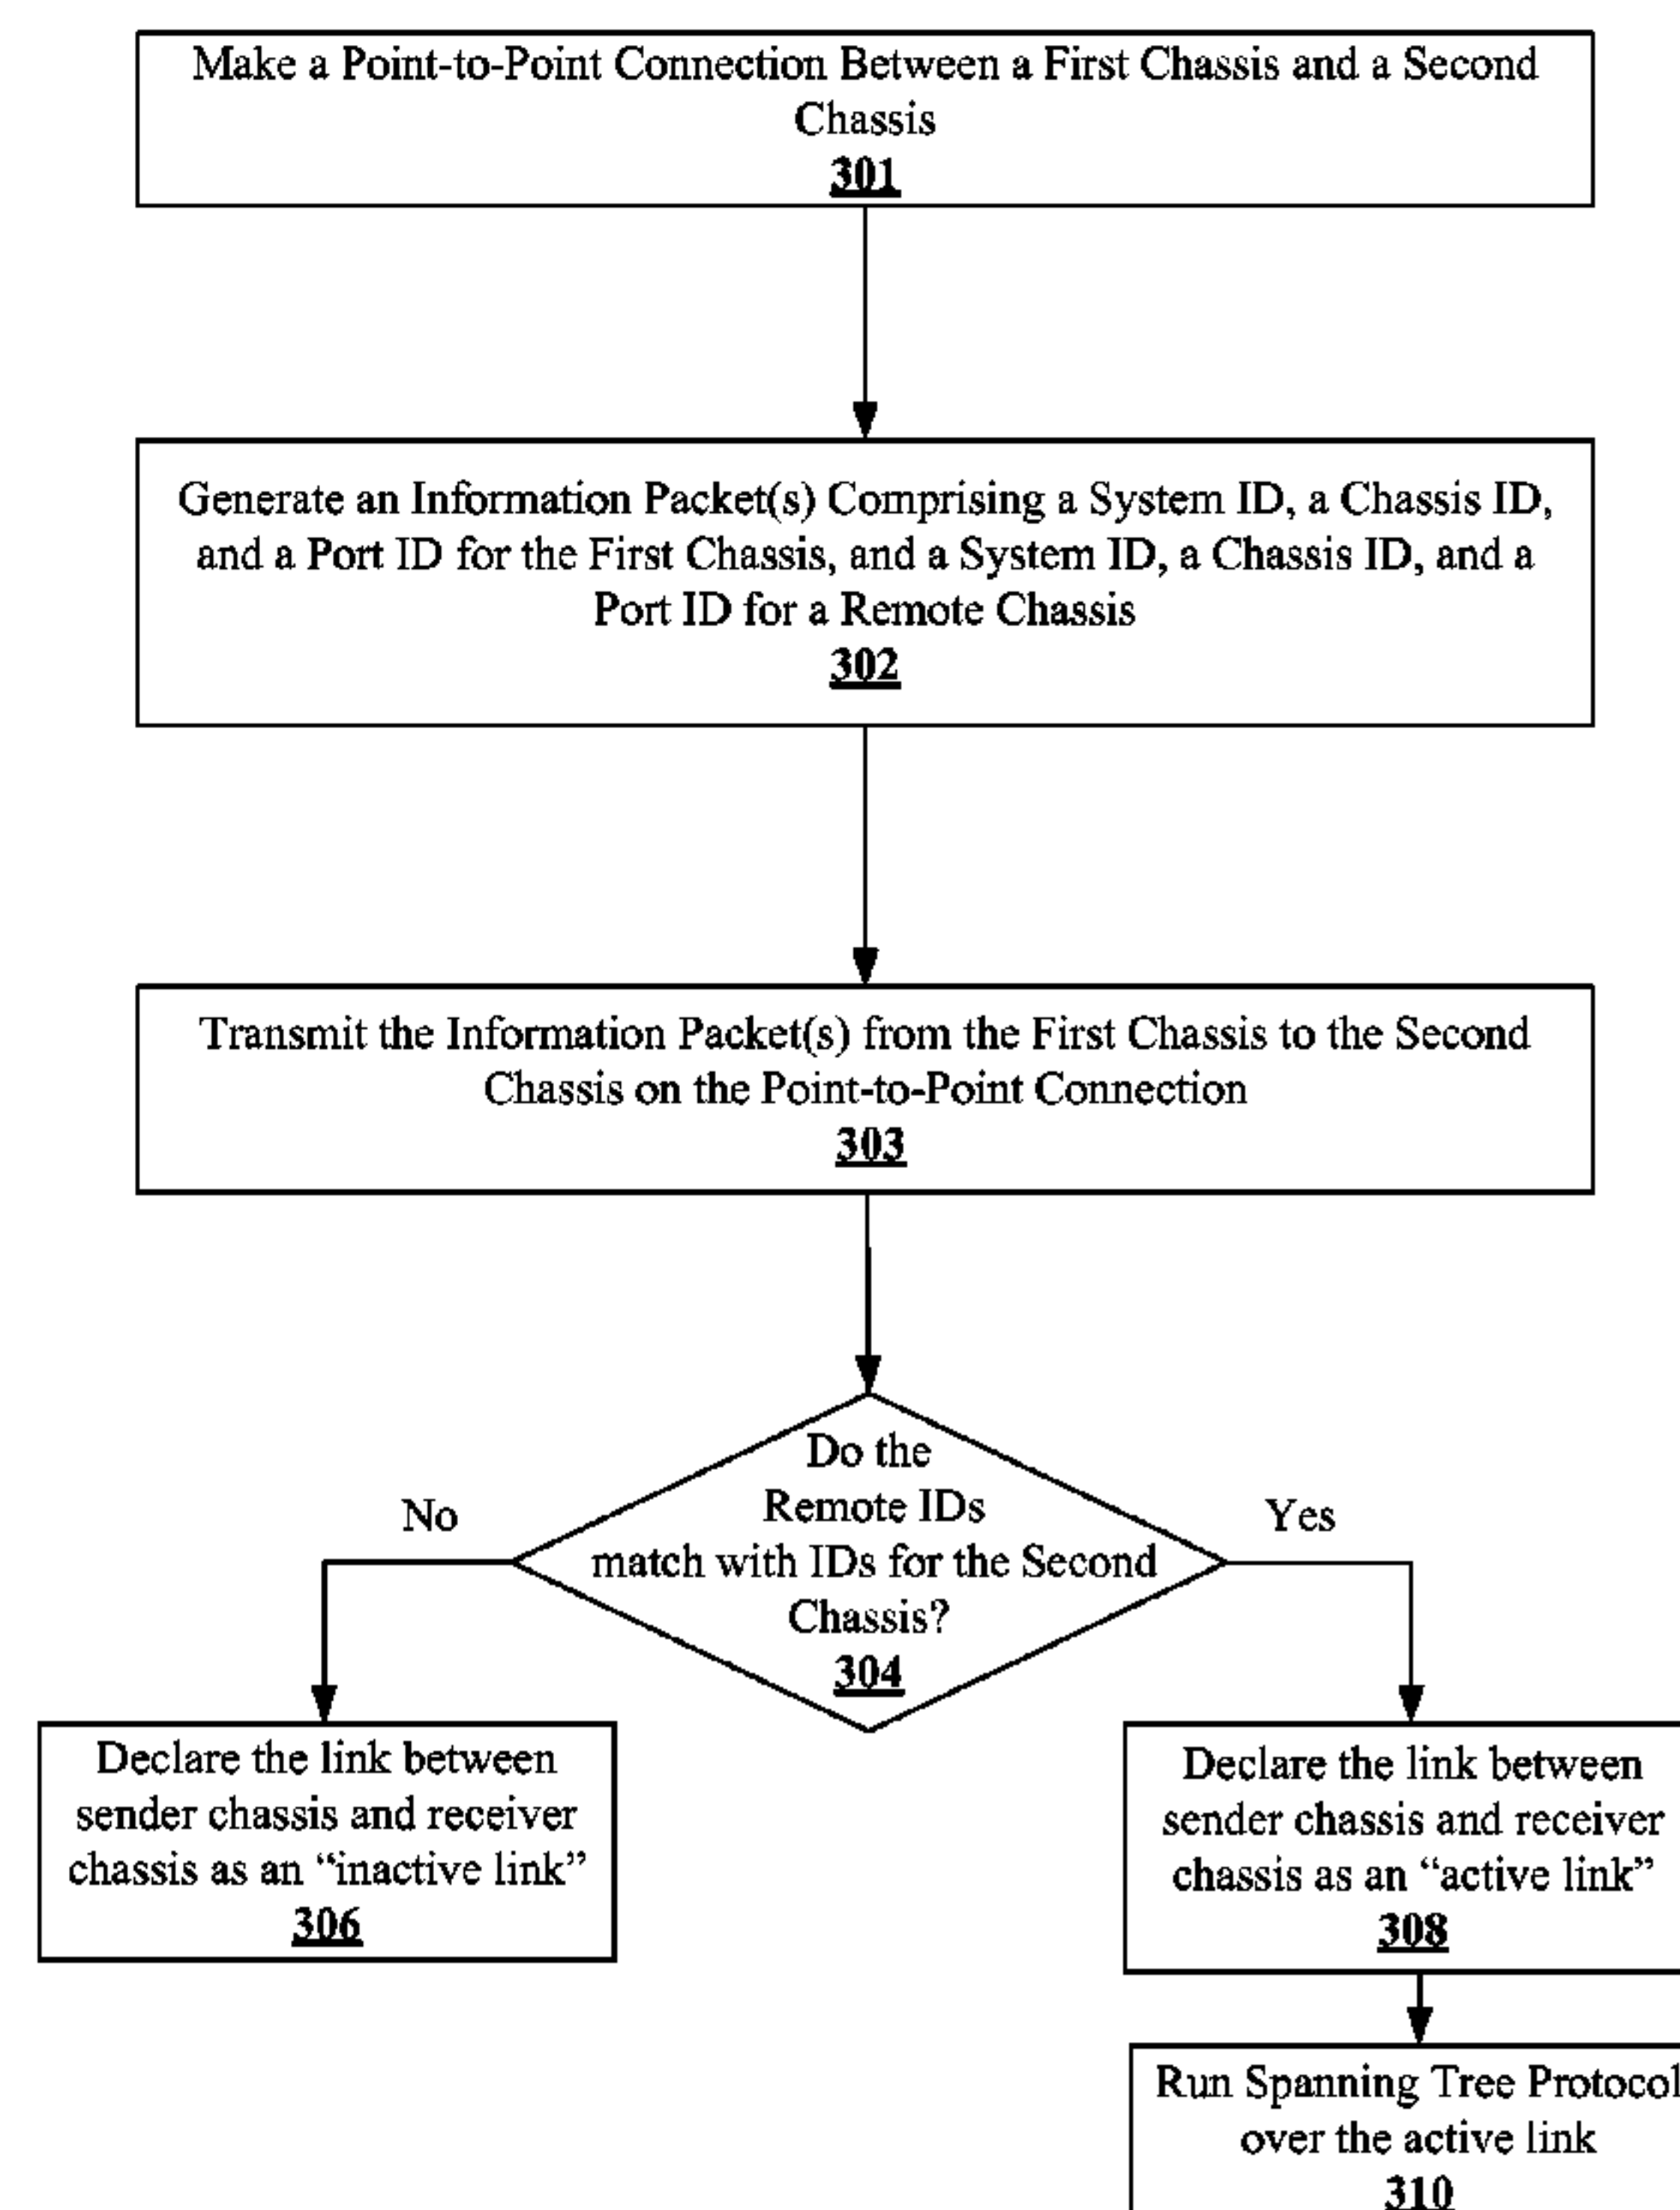 Make a Point-to-Point Connection Between a First Chassis and a Second
Chassis
301
Generate an Information Packet(s) Comprising a System ID, a Chassis ID,
and a Port ID for the First Chassis, and a System ID, a Chassis ID, and a
Port ID for a Remote Chassis
302
Transmit the Information Packet(s) from the First Chassis to the Second
Chassis on the Point-to-Point Connection
303
Do the
Remote IDs
match with IDs for the Second
Chassis?
304
No
Yes
Declare the link between
sender chassis and receiver
chassis as an “inactive link”
306
Declare the link between
sender chassis and receiver
chassis as an “active link”
308
Run Spanning Tree Protocol
over the active link
310